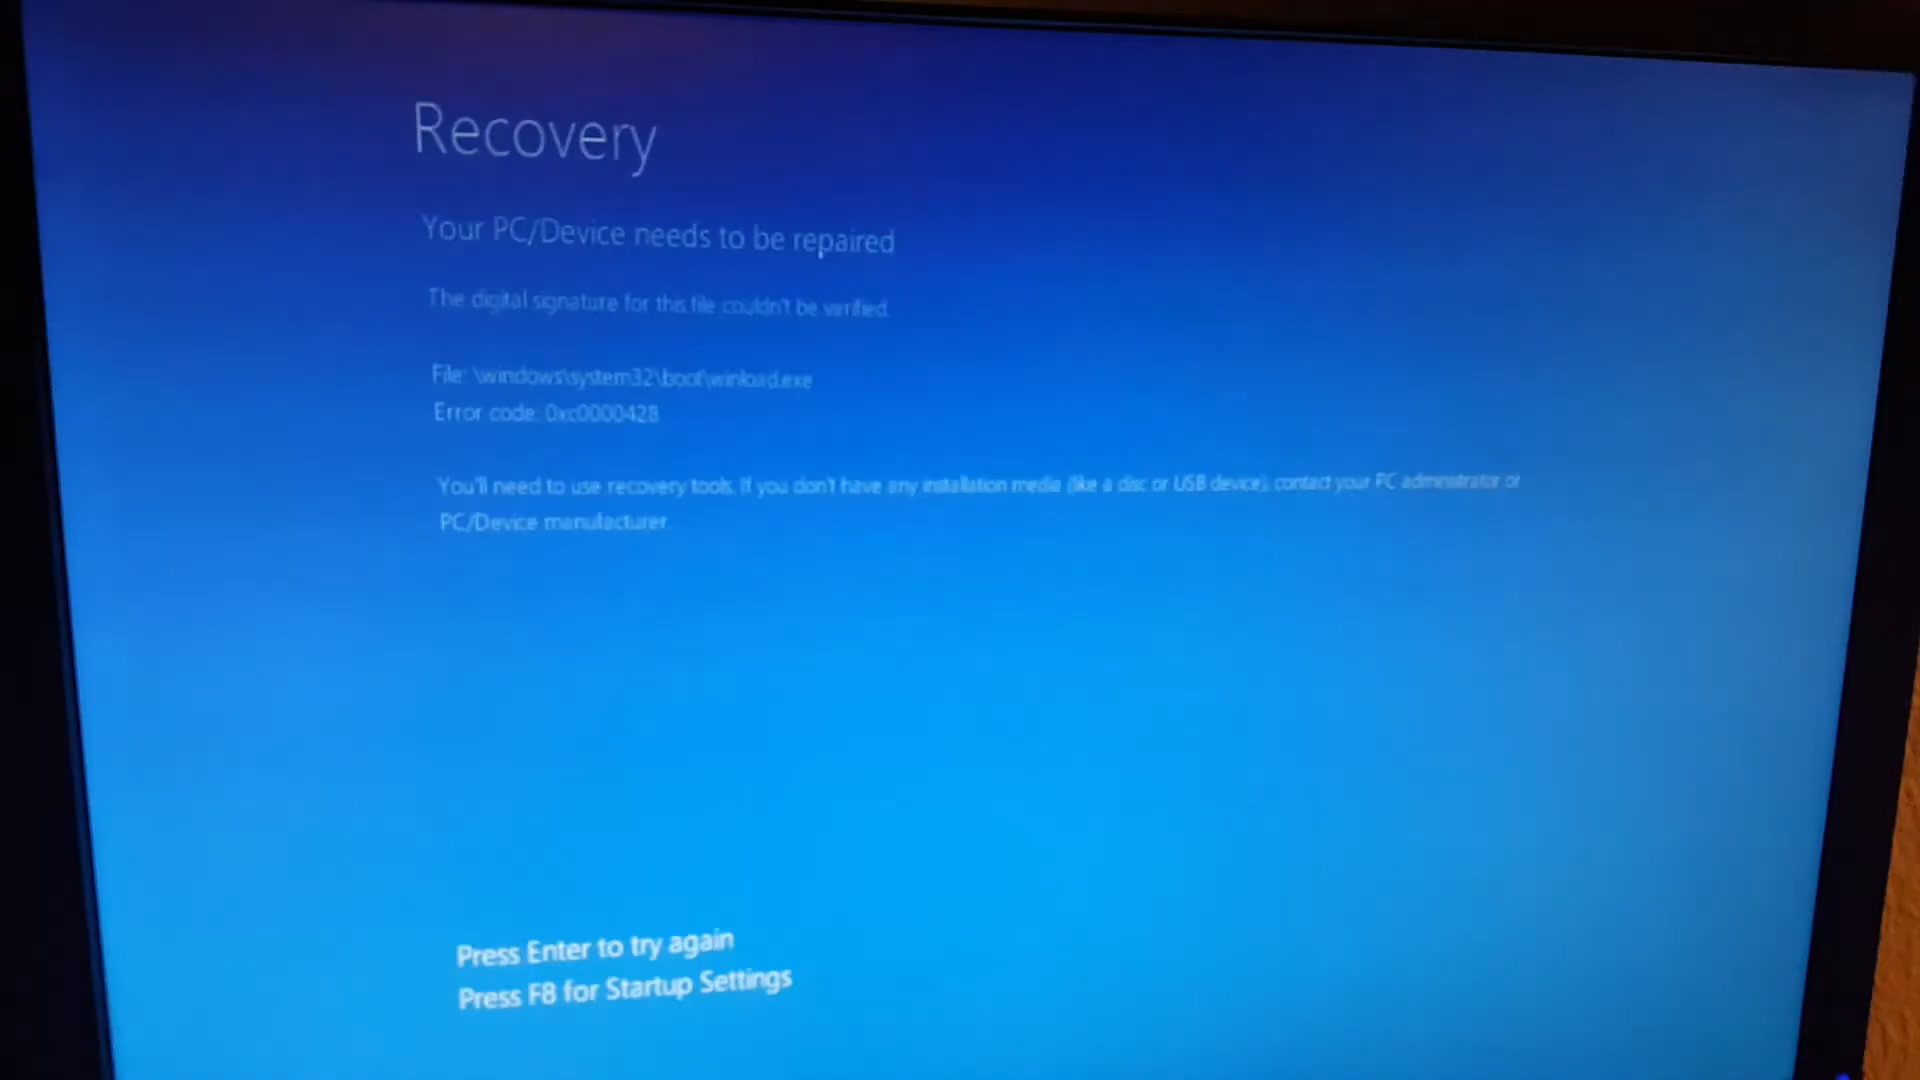 Recovery
Your PC/Device needs to be repaired
The digital signature for this file couldn't be verified.
File: \windows\system32\boot\winload.exe
Error code: 0xc0000428
You'll need to use recovery tools. If you don't have any installation media (like a disc or USB device), contact your PC administrator or
PC/Device manufacturer.
Press Enter to try again
Press F8 for Startup Settings